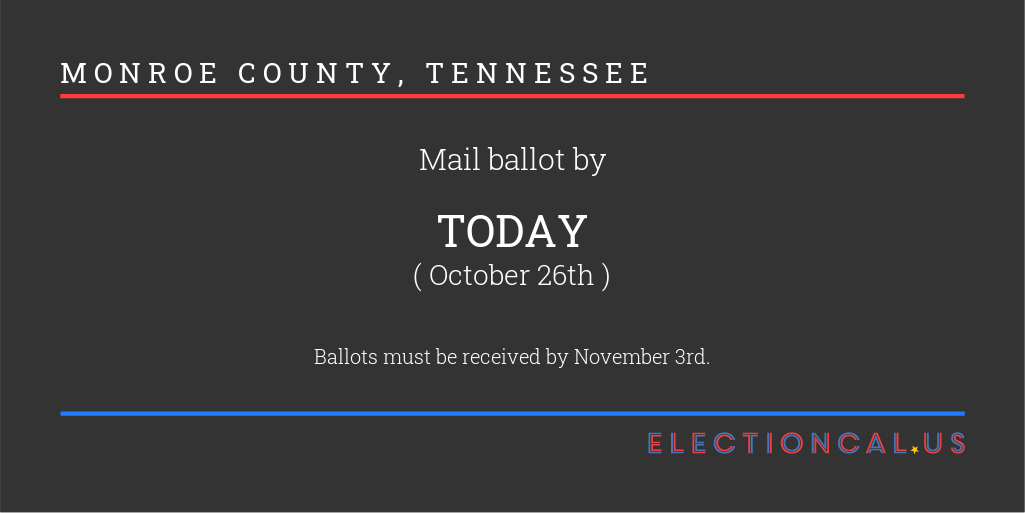 MONROE COUNTY, TENNESSEE
Mail ballot by
TODAY
( October 26th )
Ballots must be received by November 3rd.
ELECTIONCAL.US